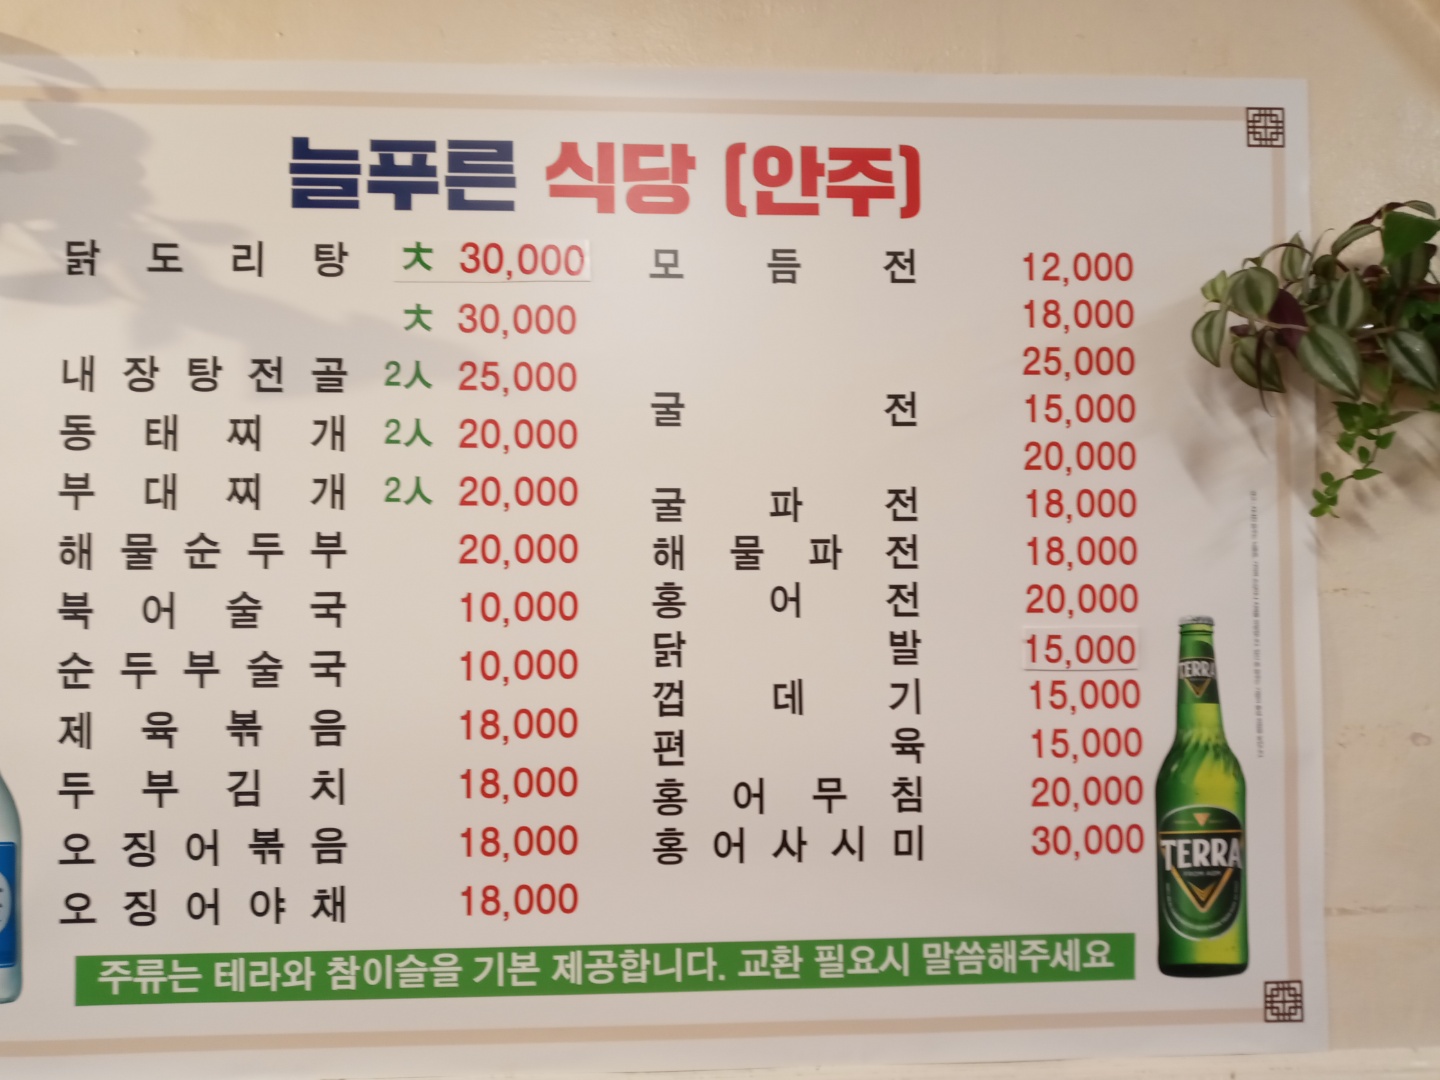 늘푸른 식당 (안주)
닭도리탕 大 30,000
大 30,000
내장탕전골 2人 25,000
동태찌개 2人 20,000
부대찌개 2人 20,000
해물순두부 20,000
북어술국 10,000
순두부술국 10,000
제육볶음 18,000
두부김치 18,000
오징어볶음 18,000
오징어야채 18,000
모듬전 12,000
18,000
25,000
굴전 15,000
20,000
굴파전 18,000
해물파전 18,000
홍어전 20,000
닭발 15,000
껍데기 15,000
편육 15,000
홍어무침 20,000
홍어사시미 30,000
TERRA
TERRA
주류는 테라와 참이슬을 기본 제공합니다. 교환 필요시 말씀해주세요